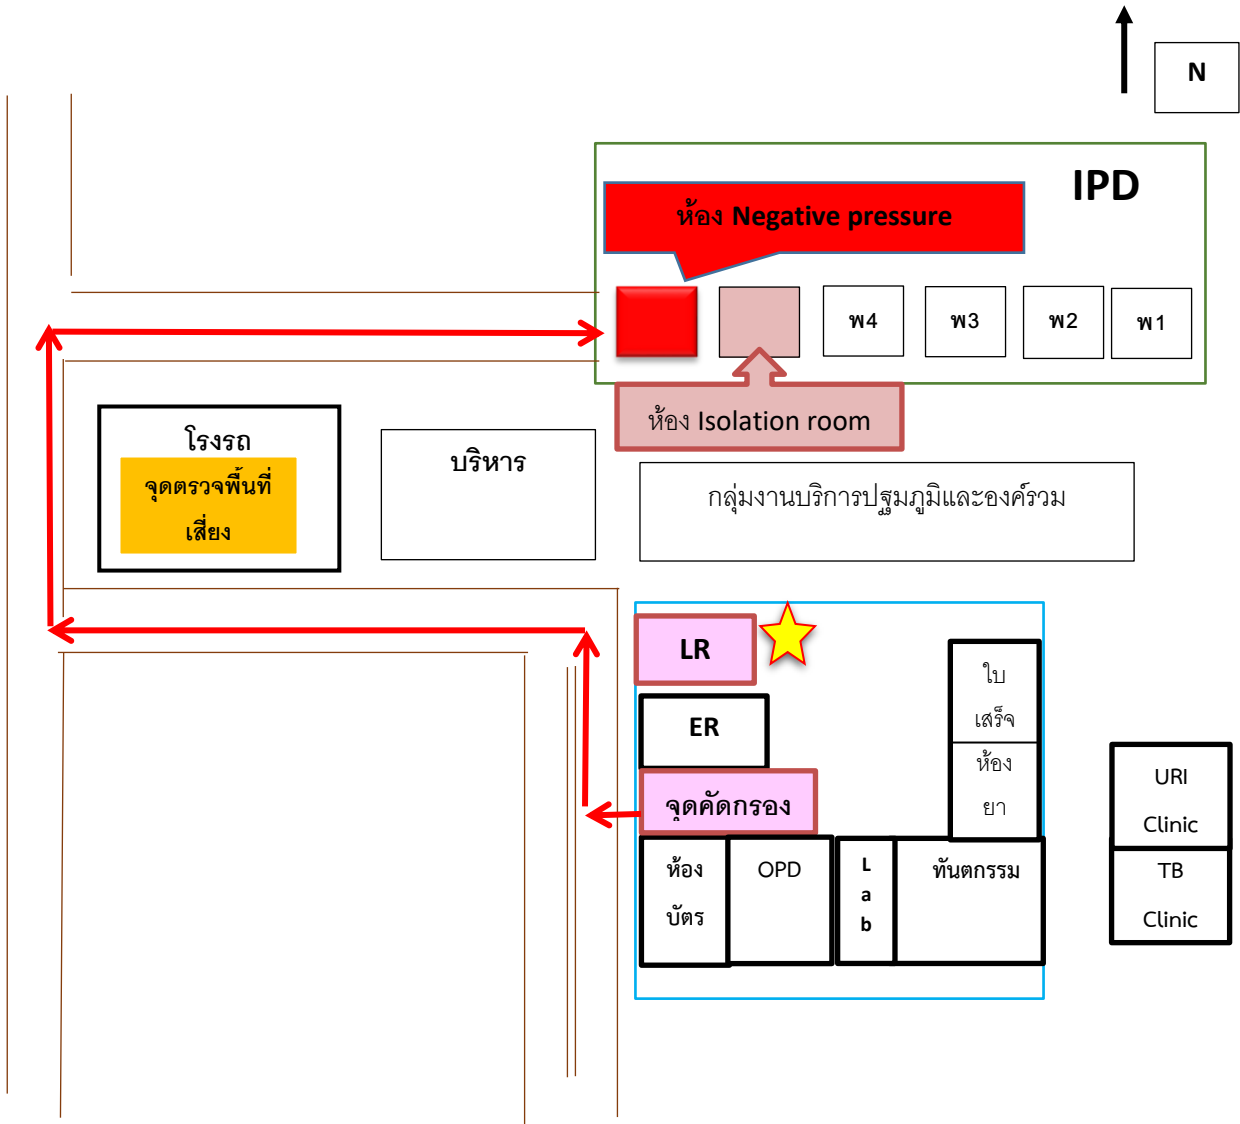 N
IPD
ห้อง Negative pressure
พ4
พ3
พ2
พ1
ห้อง Isolation room
โรงรถ
จุดตรวจพื้นที่
เสี่ยง
บริหาร
กลุ่มงานบริการปฐมภูมิและองค์รวม
LR
ER
จุดคัดกรอง
ใบ
เสร็จ
ห้อง
ยา
ห้อง
บัตร
OPD
L
a
b
ทันตกรรม
URI
Clinic
TB
Clinic